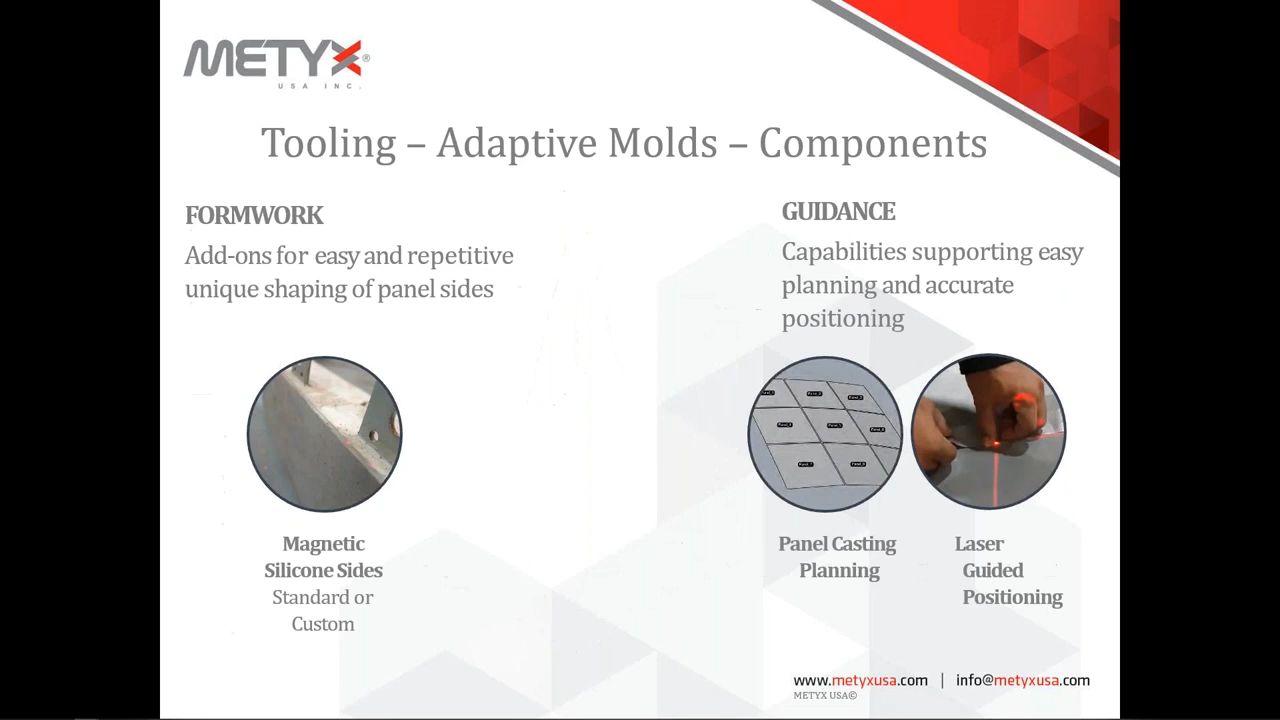 METYX®
USA INC.
Tooling – Adaptive Molds – Components
FORMWORK
Add-ons for easy and repetitive
unique shaping of panel sides
GUIDANCE
Capabilities supporting easy
planning and accurate
positioning
Magnetic
Silicone Sides
Standard or
Custom
Panel Casting
Planning
Laser
Guided
Positioning
www.metyxusa.com | info@metyxusa.com
METYX USA©